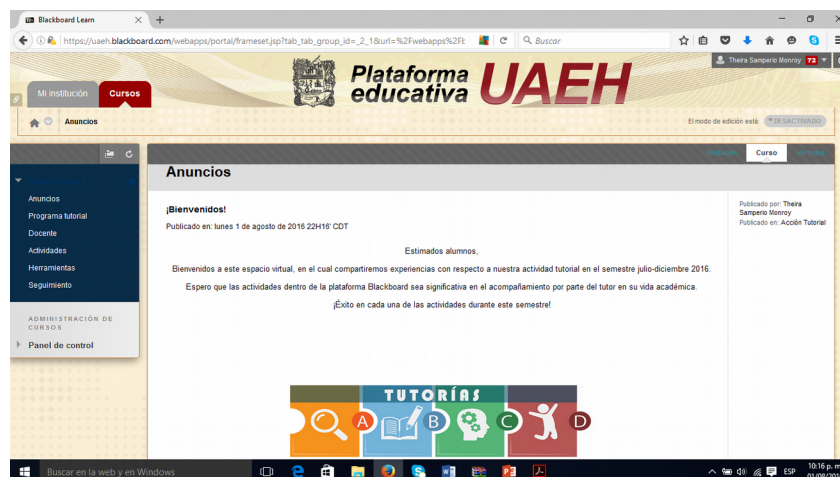 Blackboard Learn
https://uaeh.blackboard.com/webapps/portal/frameset.jsp?tab_tab_group_id=_2_1&url=%2Fwebapps%2Ft
Buscar
Plataforma
educativa UAEH
Theira Samperio Monroy 72
Mi institución
Cursos
Anuncios
El modo de edición está: DESACTIVADO
Curso
Anuncios
Anuncios
Programa tutorial
Docente
Actividades
Herramientas
Seguimiento
ADMINISTRACIÓN DE
CURSOS
Panel de control
¡Bienvenidos!
Publicado en: lunes 1 de agosto de 2016 22H16' CDT
Publicado por: Theira
Samperio Monroy
Publicado en: Acción Tutorial
Estimados alumnos,
Bienvenidos a este espacio virtual, en el cual compartiremos experiencias con respecto a nuestra actividad tutorial en el semestre julio-diciembre 2016.
Espero que las actividades dentro de la plataforma Blackboard sea significativa en el acompañamiento por parte del tutor en su vida académica.
¡Éxito en cada una de las actividades durante este semestre!
TUTORÍAS
A B C D
Buscar en la web y en Windows
ESP
10:16 p. m.
01/08/201